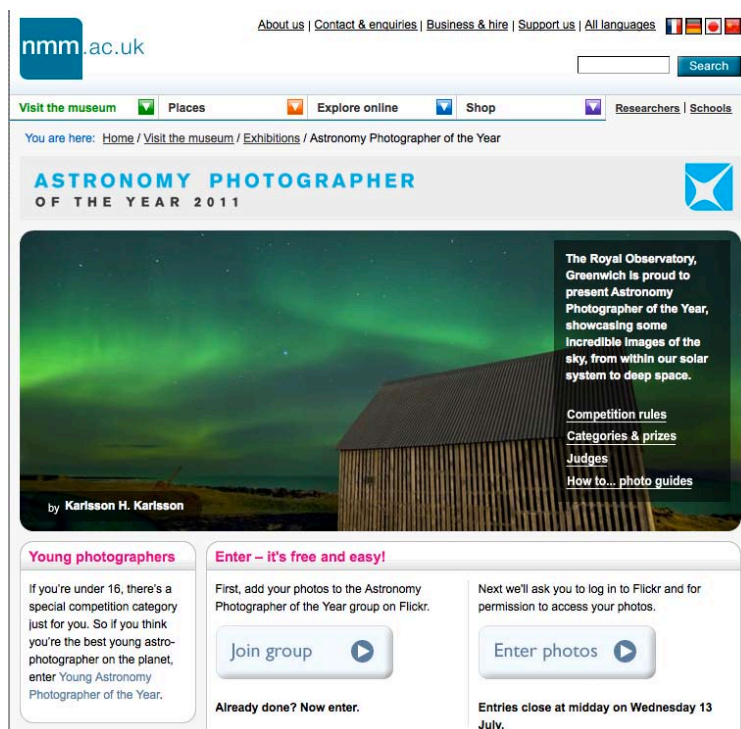 About us | Contact & enquiries | Business & hire | Support us | All languages
nmm.ac.uk
Search
Visit the museum Places Explore online Shop Researchers | Schools
You are here: Home / Visit the museum / Exhibitions / Astronomy Photographer of the Year
ASTRONOMY PHOTOGRAPHER
OF THE YEAR 2011
The Royal Observatory,
Greenwich is proud to
present Astronomy
Photographer of the Year,
showcasing some
incredible images of the
sky, from within our solar
system to deep space.
Competition rules
Categories & prizes
Judges
How to... photo guides
by Karlsson H. Karlsson
Young photographers
If you're under 16, there's a
special competition category
just for you. So if you think
you're the best young astro-
photographer on the planet,
enter Young Astronomy
Photographer of the Year.
Enter – it's free and easy!
First, add your photos to the Astronomy
Photographer of the Year group on Flickr.
Join group
Already done? Now enter.
Next we'll ask you to log in to Flickr and for
permission to access your photos.
Enter photos
Entries close at midday on Wednesday 13
July.